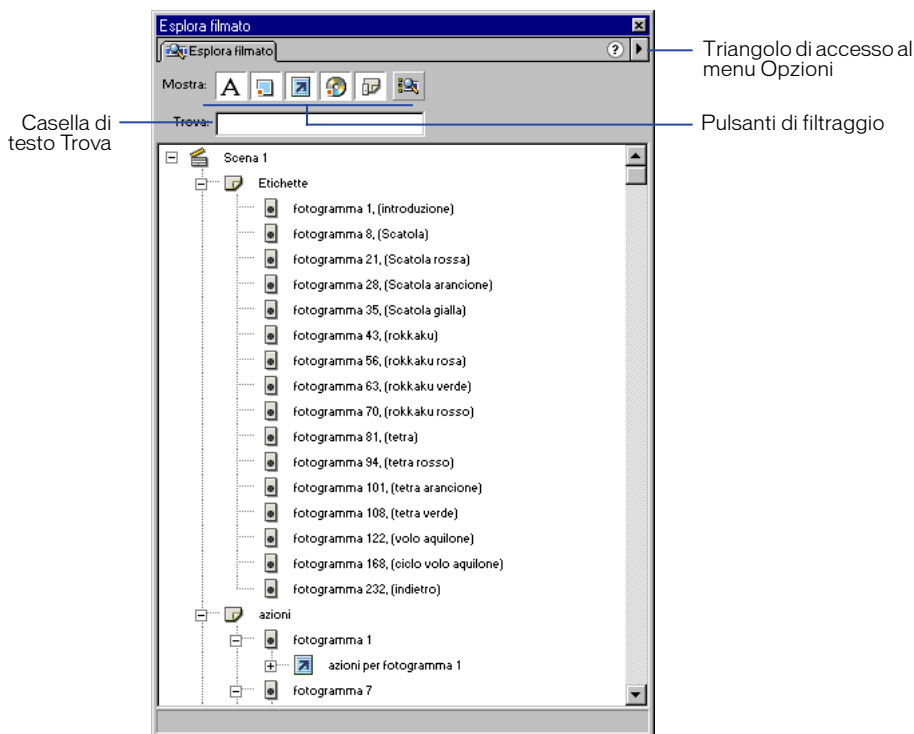 Esplora filmato
Esplora filmato
?
Triangolo di accesso al
menu Opzioni
Mostra:
A
Casella di
testo Trova
Trova:
Pulsanti di filtraggio
Scena 1
Etichette
fotogramma 1, (introduzione)
fotogramma 8, (Scatola)
fotogramma 21, (Scatola rossa)
fotogramma 28, (Scatola arancione)
fotogramma 35, (Scatola gialla)
fotogramma 43, (rokkaku)
fotogramma 56, (rokkaku rosa)
fotogramma 63, (rokkaku verde)
fotogramma 70, (rokkaku rosso)
fotogramma 81, (tetra)
fotogramma 94, (tetra rosso)
fotogramma 101, (tetra arancione)
fotogramma 108, (tetra verde)
fotogramma 122, (volo aquilone)
fotogramma 168, (ciclo volo aquilone)
fotogramma 232, (indietro)
azioni
fotogramma 1
azioni per fotogramma 1
fotogramma 7